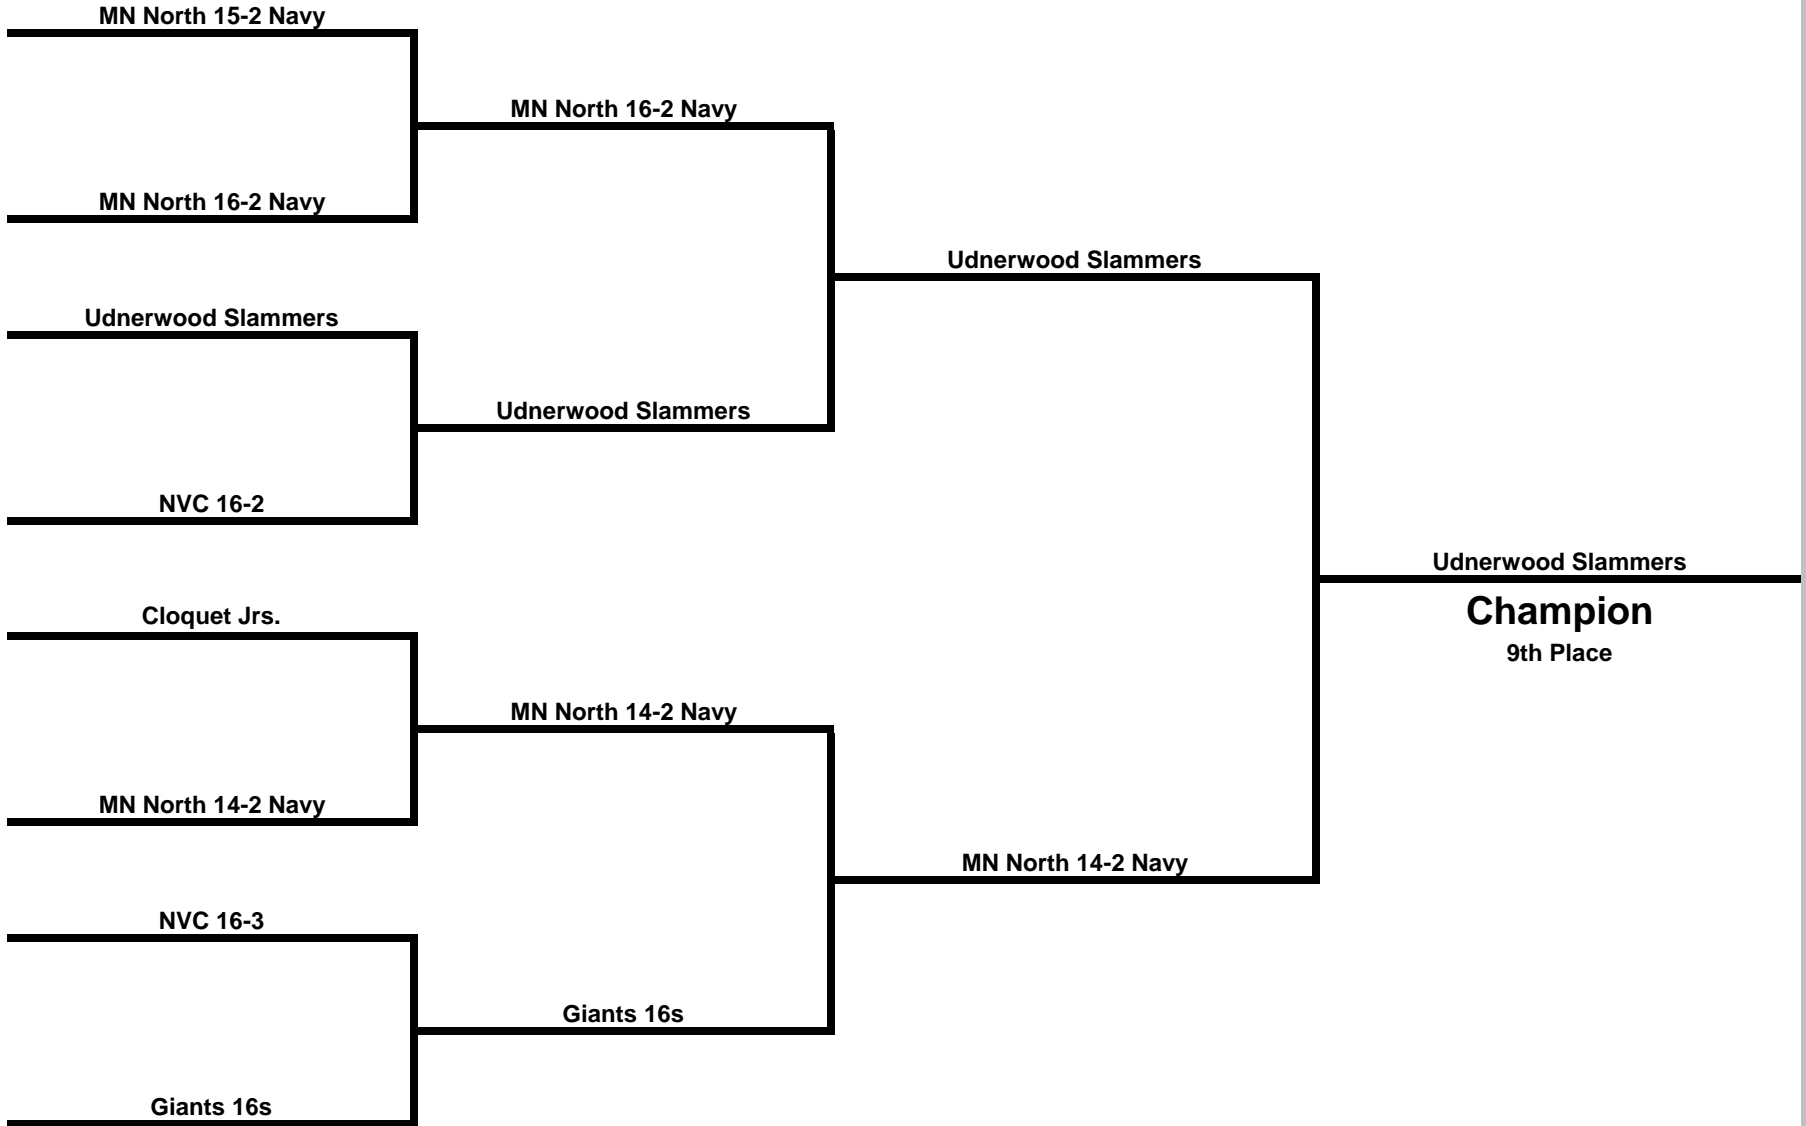 MN North 15-2 Navy
MN North 16-2 Navy
MN North 16-2 Navy
Udnerwood Slammers
Udnerwood Slammers
Udnerwood Slammers
NVC 16-2
Udnerwood Slammers
Champion
9th Place
Cloquet Jrs.
MN North 14-2 Navy
MN North 14-2 Navy
MN North 14-2 Navy
NVC 16-3
Giants 16s
Giants 16s